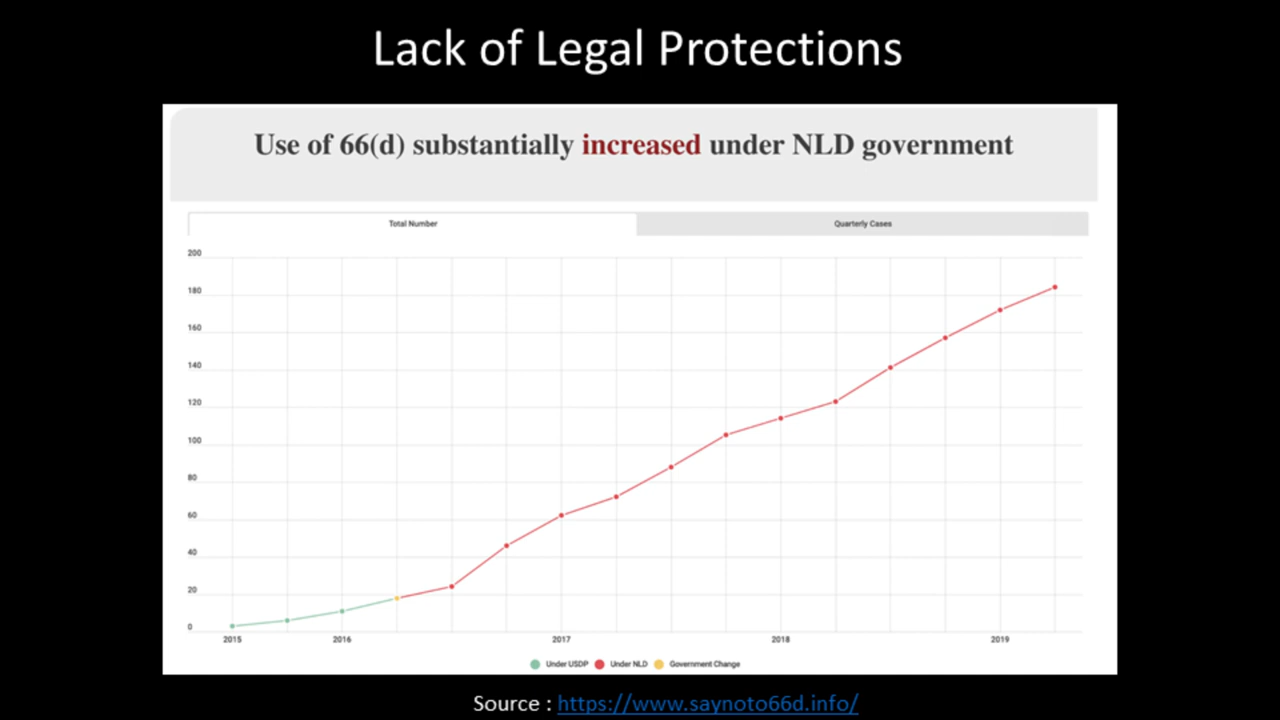 Lack of Legal Protections
Use of 66(d) substantially increased under NLD government
Total Number
Quarterly Cases
200
180
160
140
120
100
80
60
40
20
0
2015 2016 2017 2018 2019
Under USDP Under NLD Government Change
Source : https://www.saynoto66d.info/